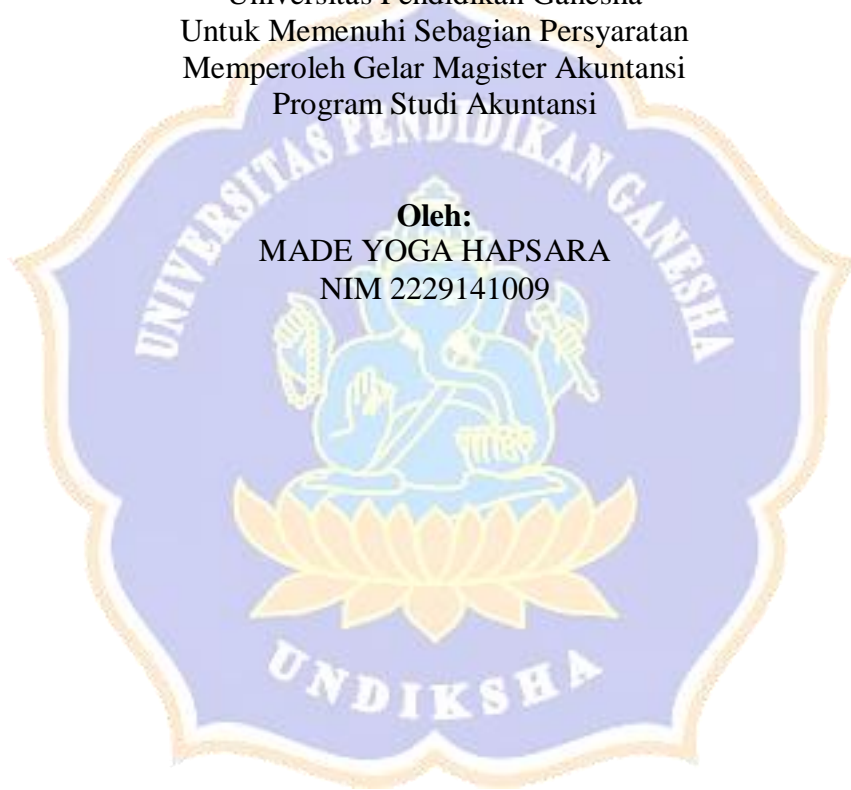 Universitas Pendidikan Ganesha
Untuk Memenuhi Sebagian Persyaratan
Memperoleh Gelar Magister Akuntansi
Program Studi Akuntansi
UNIVERSITAS PENDIDIKAN GANESHA
Oleh:
MADE YOGA HAPSARA
NIM 2229141009
UNDIKSHA